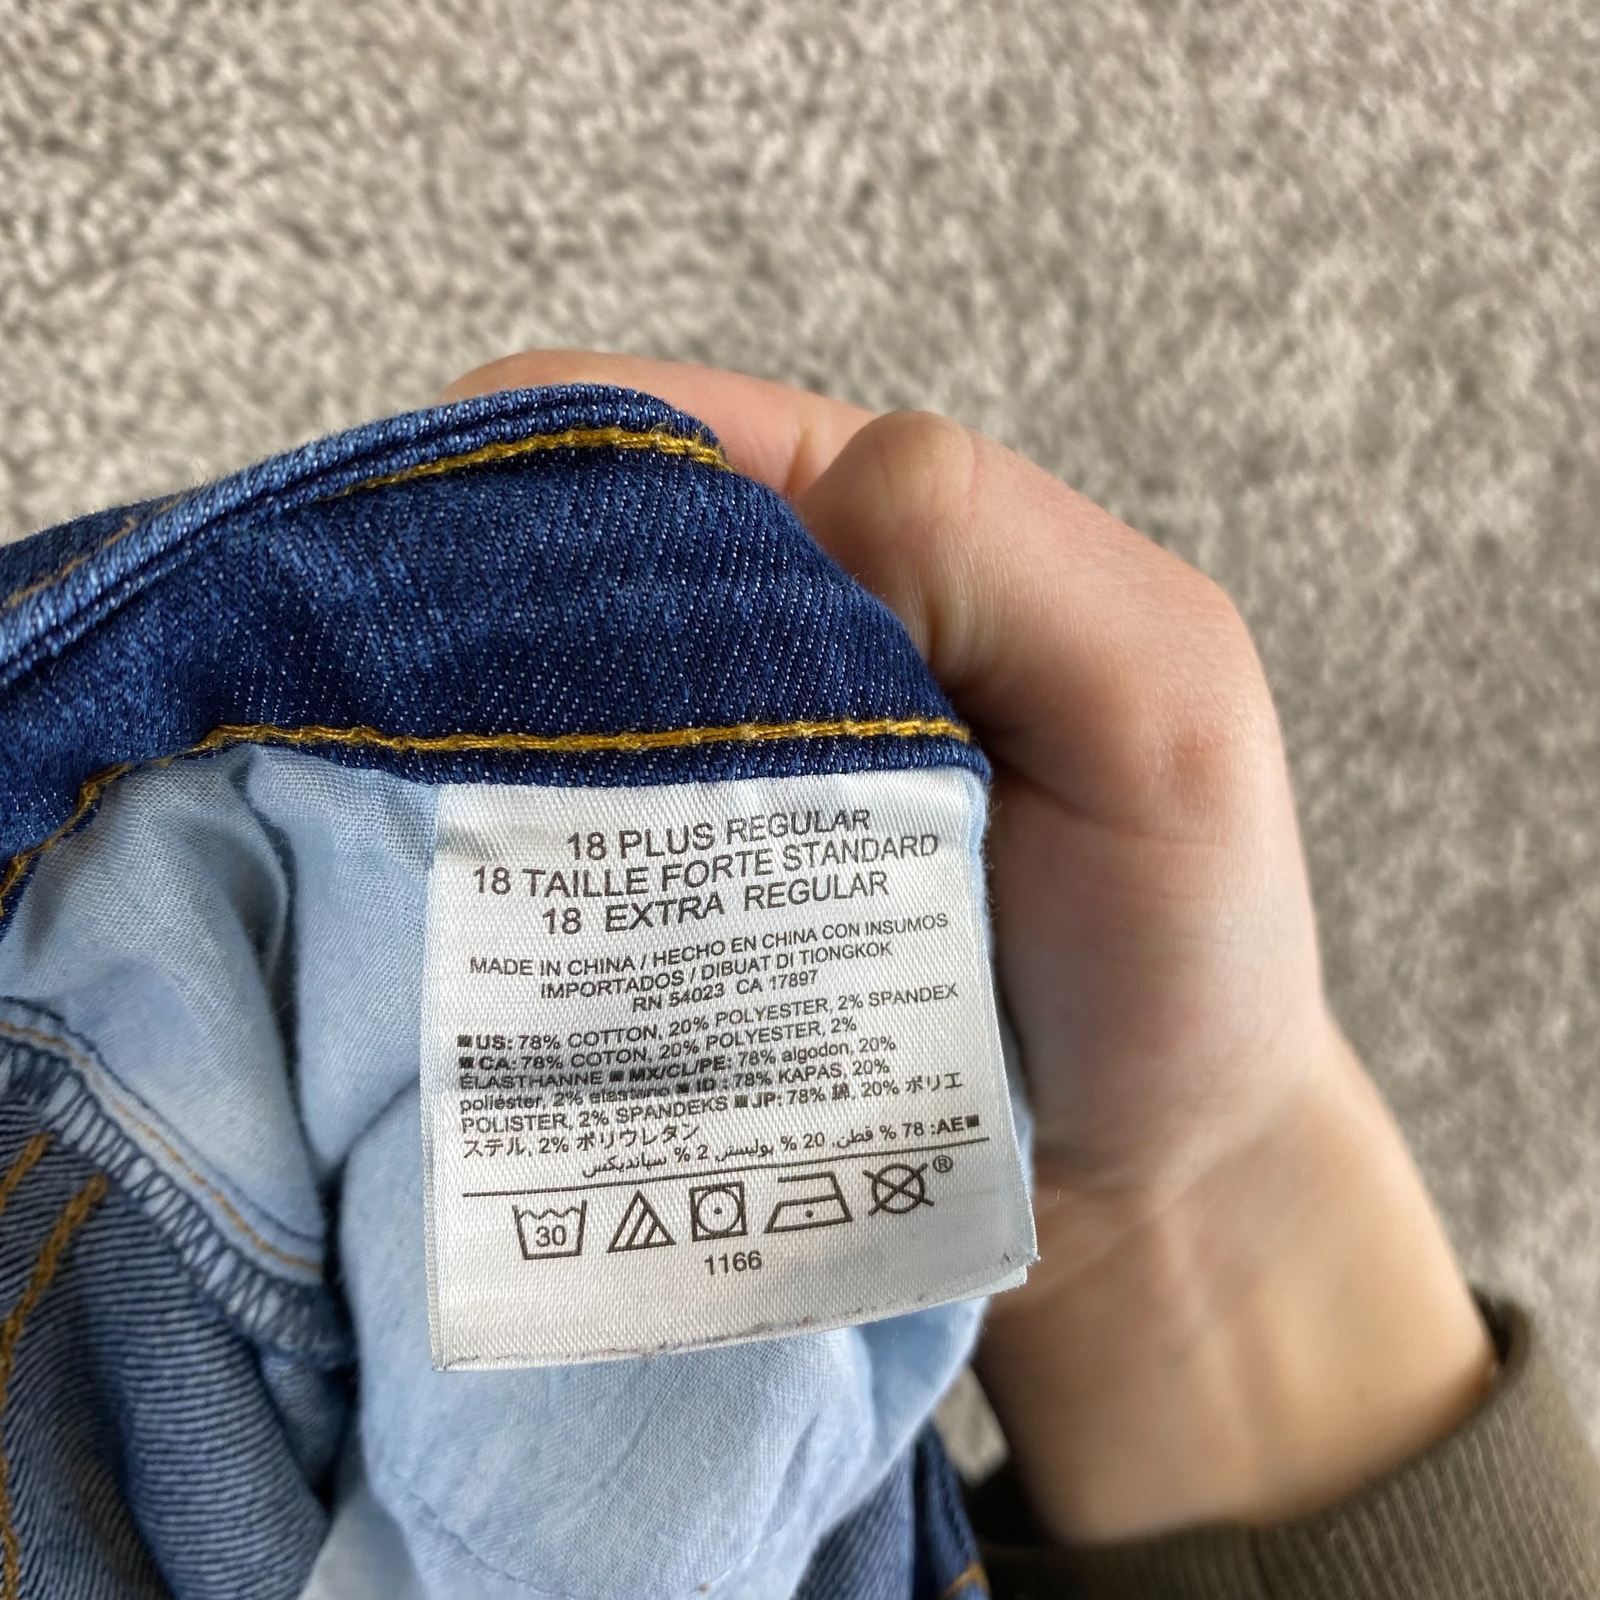 18 PLUS REGULAR
18 TAILLE FORTE STANDARD
18 EXTRA REGULAR
MADE IN CHINA / HECHO EN CHINA CON INSUMOS
IMPORTADOS / DIBUAT DI TIONGKOK
RN 54023 CA 17897
■US: 78% COTTON, 20% POLYESTER, 2% SPANDEX
■CA: 78% COTON, 20% POLYESTER, 2%
ÉLASTHANNE ■ MX/CL/PE: 78% algodon, 20%
poliéster, 2% elastano ■ ID : 78% KAPAS, 20%
POLISTER, 2% SPANDEKS ■JP: 78% 綿, 20% ポリエ
ステル, 2% ポリウレタン
■AE: 78 % قطن, 20 % بوليستر, 2 % سبانديكس
30
®
1166